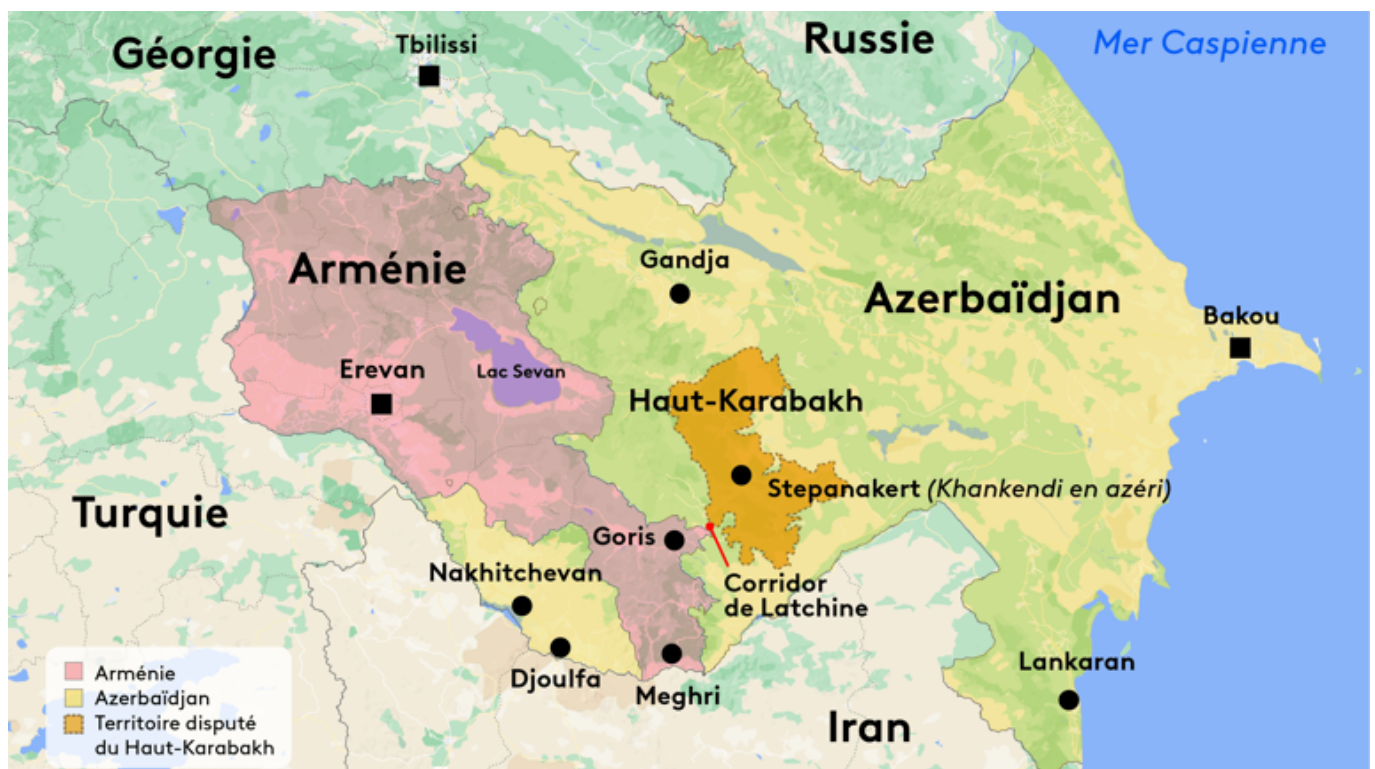 Géorgie
Tbilissi
Russie
Mer Caspienne
Arménie
Gandja
Azerbaïdjan
Bakou
Erevan
Lac Sevan
Haut-Karabakh
Turquie
Stepanakert (Khankendi en azéri)
Goris
Nakhitchevan
Corridor
de Latchine
Djoulfa
Meghri
Lankaran
Iran
Arménie
Azerbaïdjan
Territoire disputé
du Haut-Karabakh